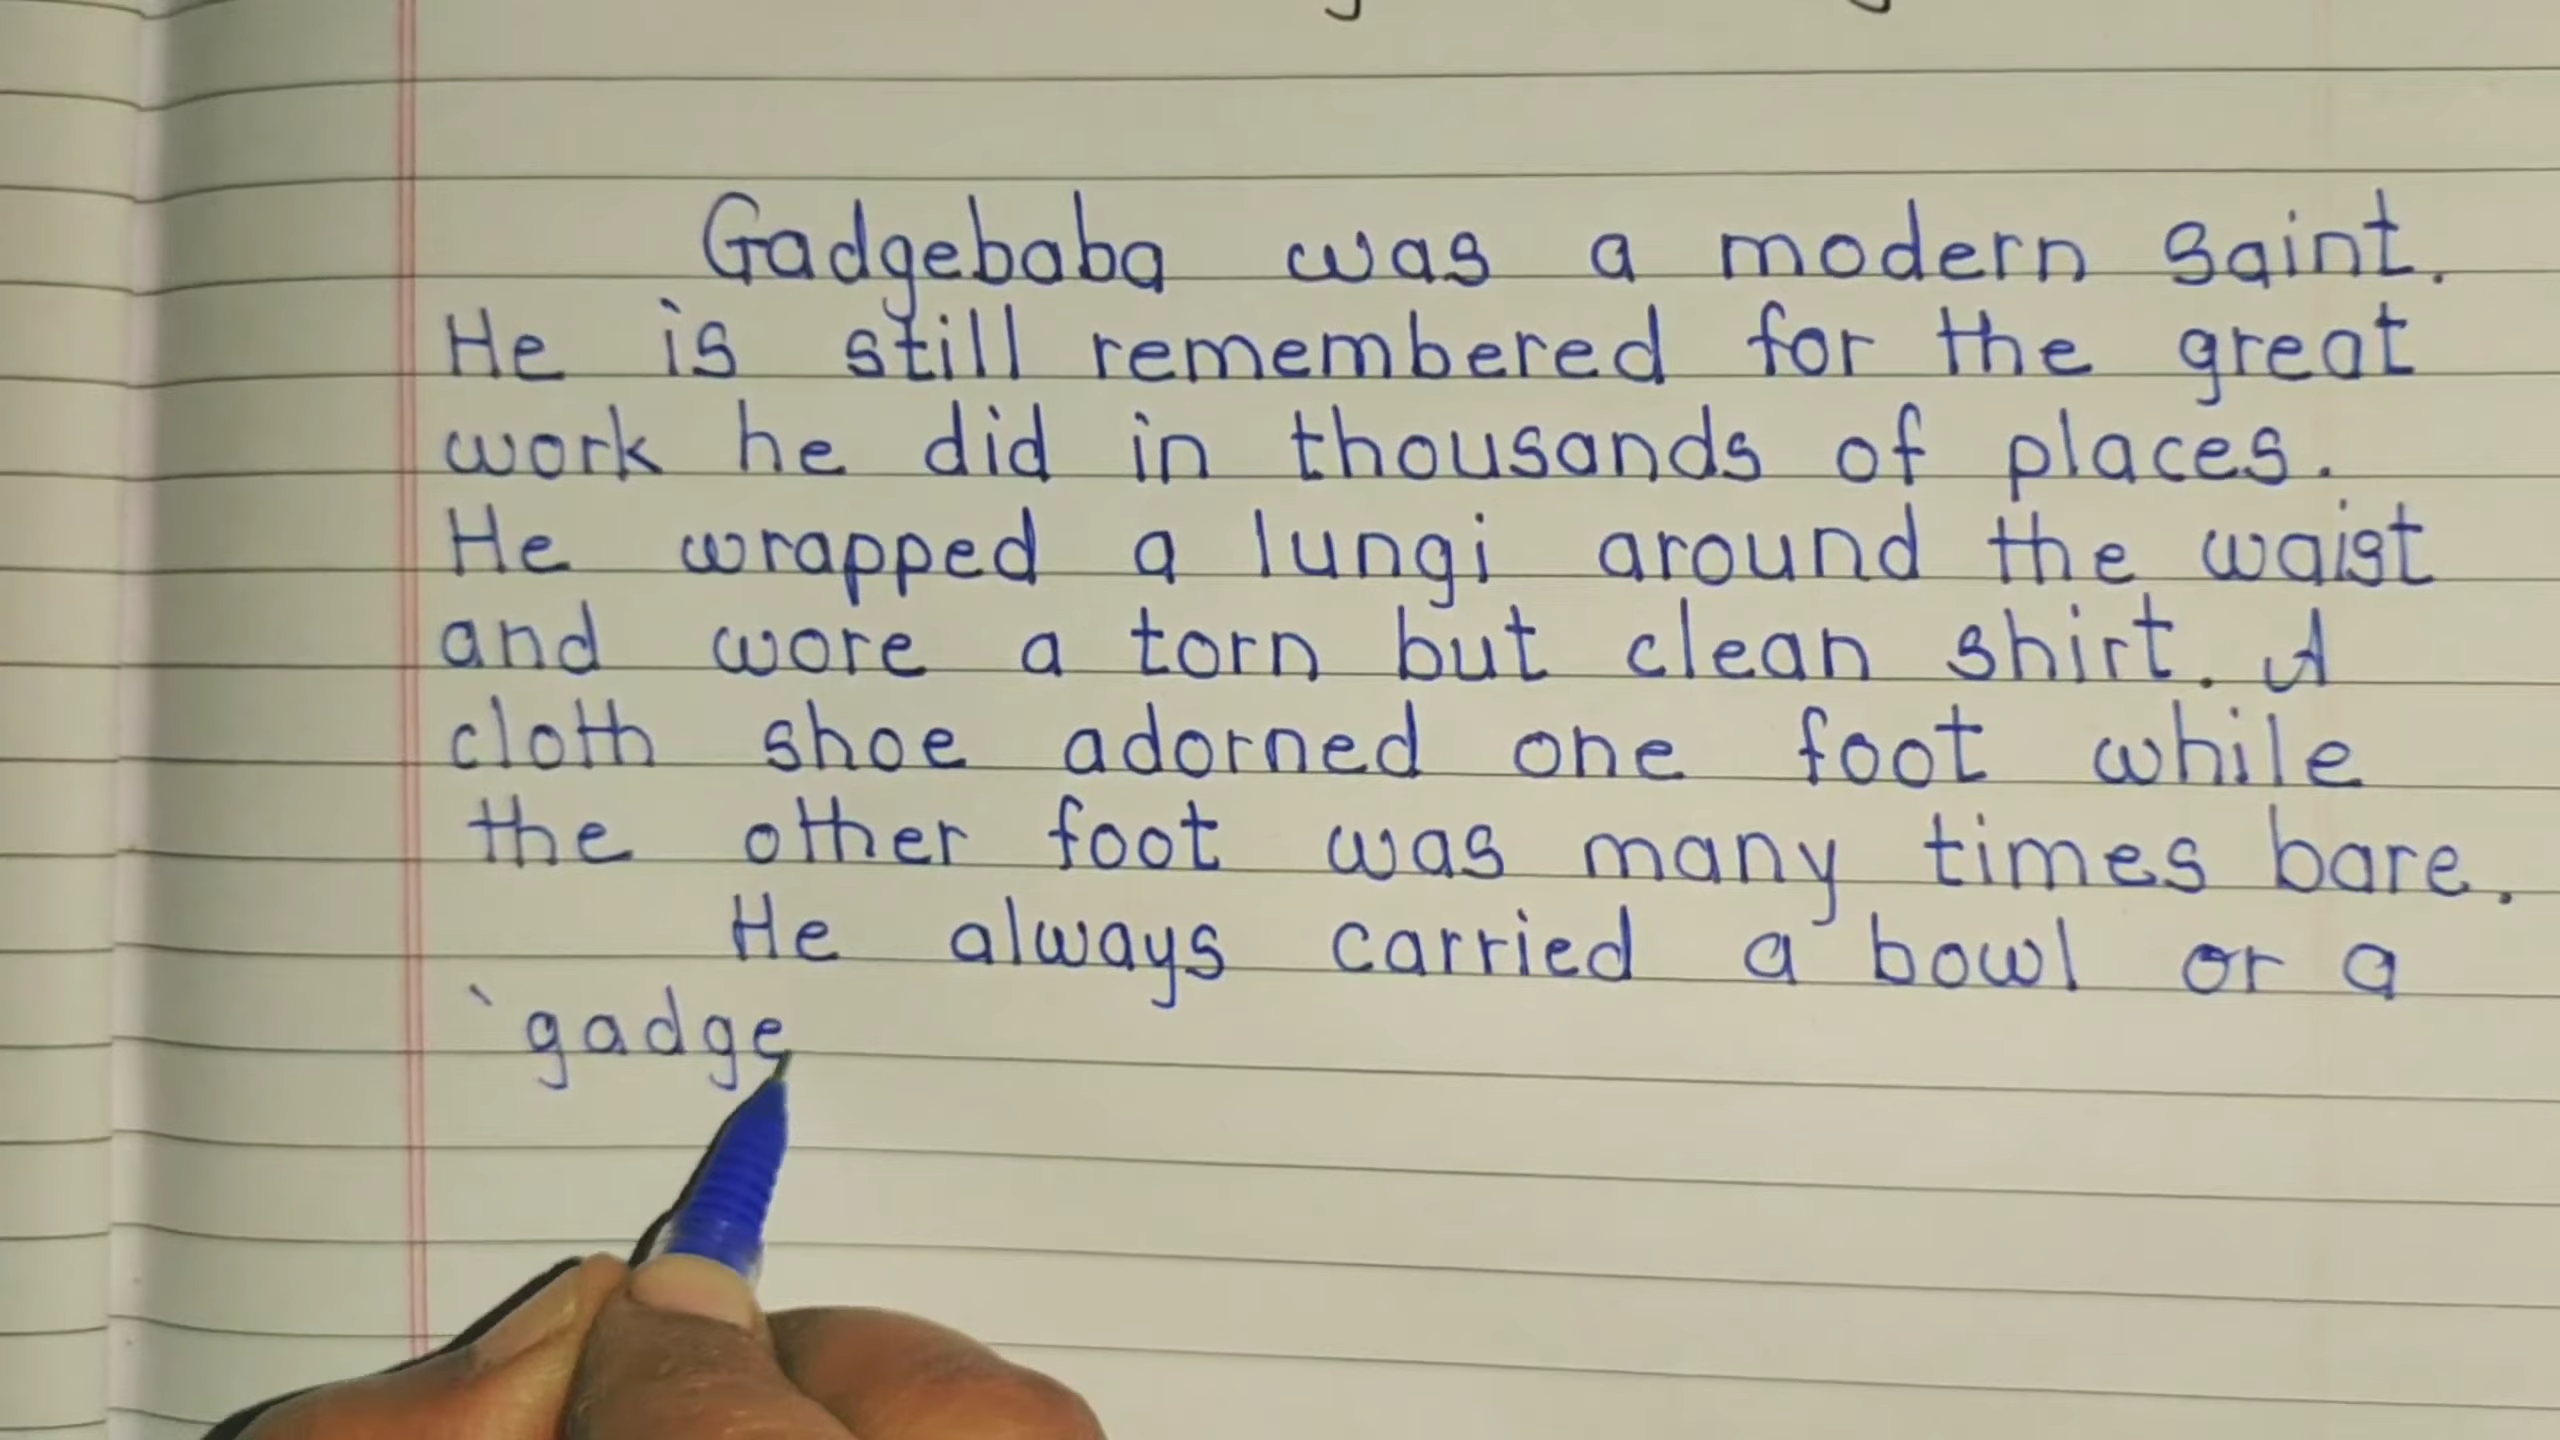 Gadgebaba was a modern saint.
He is still remembered for the great
work he did in thousands of places.
He wrapped a lungi around the waist
and wore a torn but clean shirt. A
cloth shoe adorned one foot while
the other foot was many times bare.
He always carried a bowl or a
`gadge